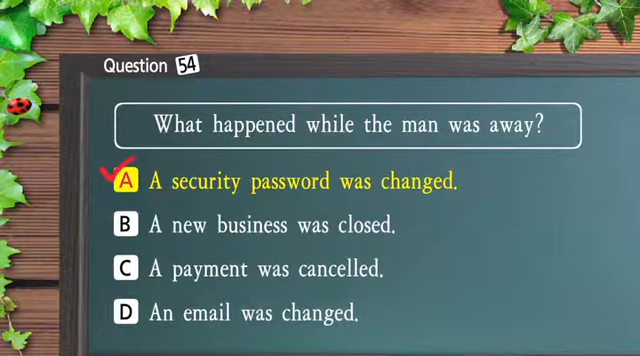 Question 54
What happened while the man was away?
A A security password was changed.
B A new business was closed.
C A payment was cancelled.
D An email was changed.